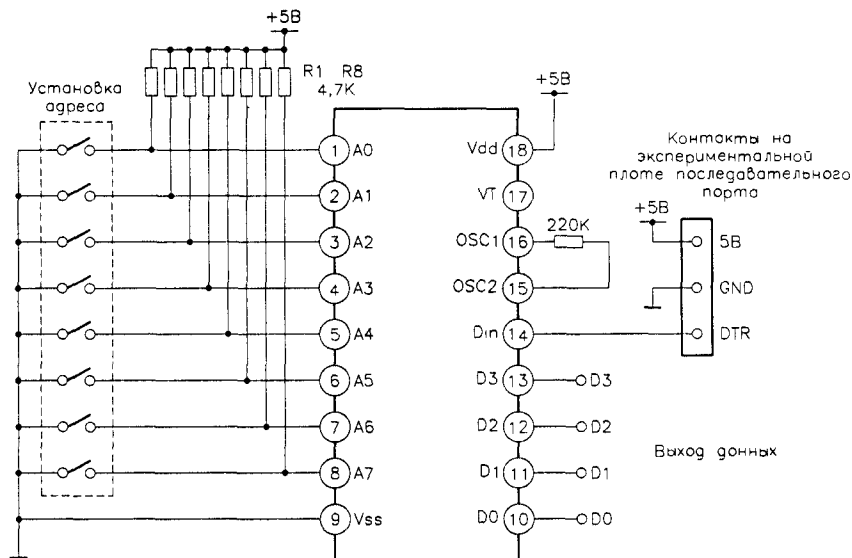 +5В
R1 R8
4,7K
+5В
Установка
адреса
Контакты на
экспериментальной
плоте последавательного
порта
1 A0
2 A1
3 A2
4 A3
5 A4
6 A5
7 A6
8 A7
9 Vss
Vdd 18
VT 17
OSC1 16
220K
OSC2 15
Din 14
D3 13 D3
D2 12 D2
D1 11 D1
D0 10 D0
+5В
5В
GND
DTR
Выход донных